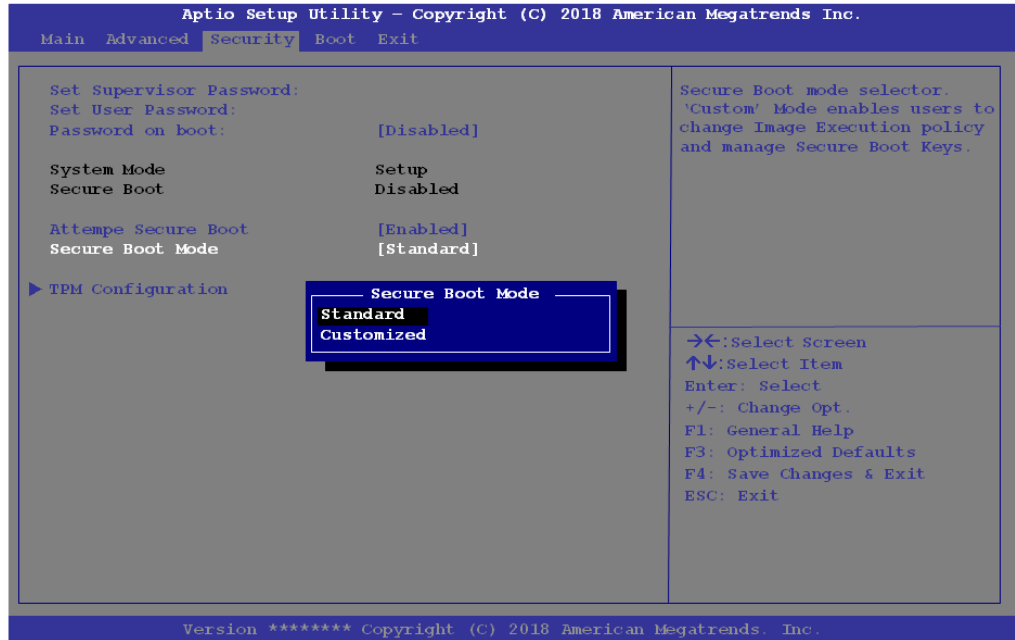 Aptio Setup Utility – Copyright (C) 2018 American Megatrends Inc.
Main Advanced Security Boot Exit
Set Supervisor Password:
Set User Password:
Password on boot: [Disabled]
System Mode Setup
Secure Boot Disabled
Attempe Secure Boot [Enabled]
Secure Boot Mode [Standard]
TPM Configuration
Secure Boot Mode
Standard
Customized
Secure Boot mode selector.
‘Custom’ Mode enables users to
change Image Execution policy
and manage Secure Boot Keys.
→←:Select Screen
↑↓:Select Item
Enter: Select
+/-: Change Opt.
F1: General Help
F3: Optimized Defaults
F4: Save Changes & Exit
ESC: Exit
Version ******** Copyright (C) 2018 American Megatrends. Inc.